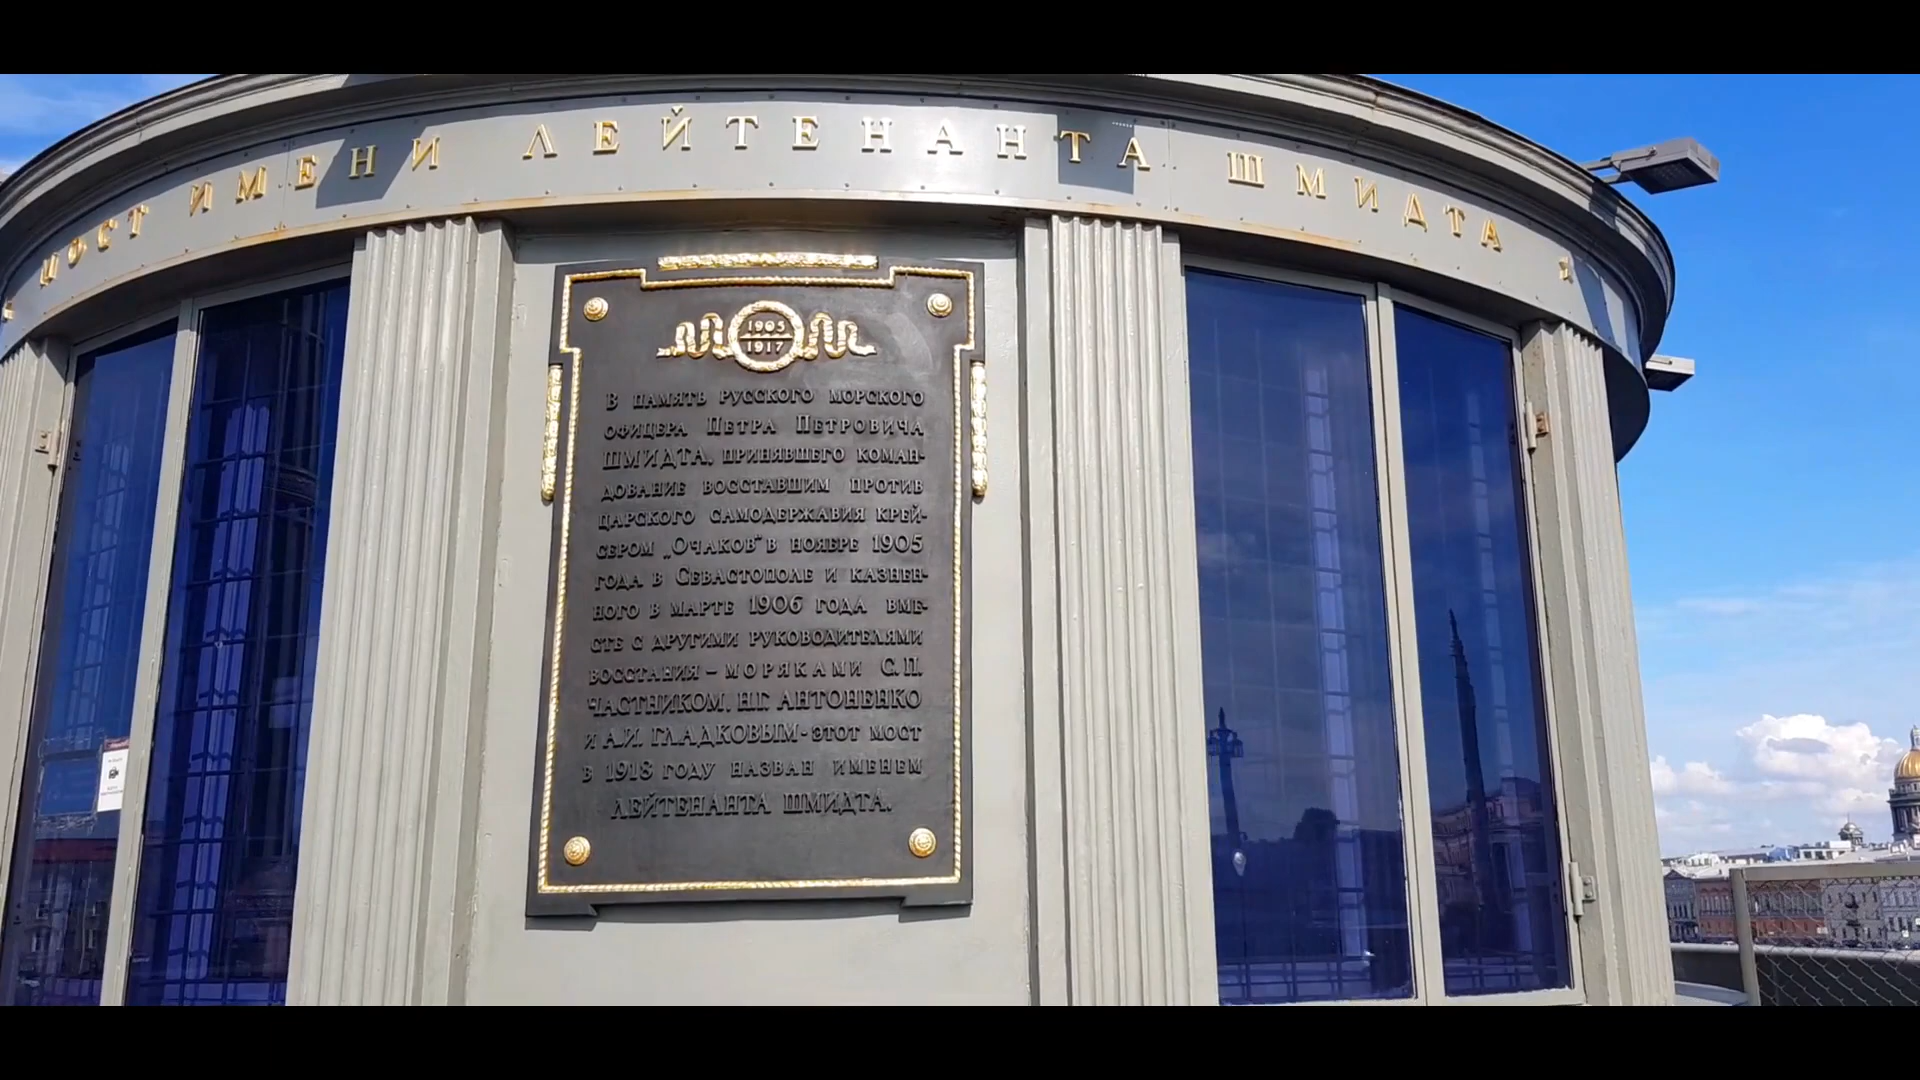 МОСТ ИМЕНИ ЛЕЙТЕНАНТА ШМИДТА
1905
1917
В ПАМЯТЬ РУССКОГО МОРСКОГО
ОФИЦЕРА ПЕТРА ПЕТРОВИЧА
ШМИДТА, ПРИНЯВШЕГО КОМАН-
ДОВАНИЕ ВОССТАВШИМ ПРОТИВ
ЦАРСКОГО САМОДЕРЖАВИЯ КРЕЙ-
СЕРОМ „ОЧАКОВ" В НОЯБРЕ 1905
ГОДА В СЕВАСТОПОЛЕ И КАЗНЕН-
НОГО В МАРТЕ 1906 ГОДА ВМЕ-
СТЕ С ДРУГИМИ РУКОВОДИТЕЛЯМИ
ВОССТАНИЯ – МОРЯКАМИ С.П.
ЧАСТНИКОМ, Н.Г. АНТОНЕНКО
И А.И. ГЛАДКОВЫМ - ЭТОТ МОСТ
В 1918 ГОДУ НАЗВАН ИМЕНЕМ
ЛЕЙТЕНАНТА ШМИДТА.